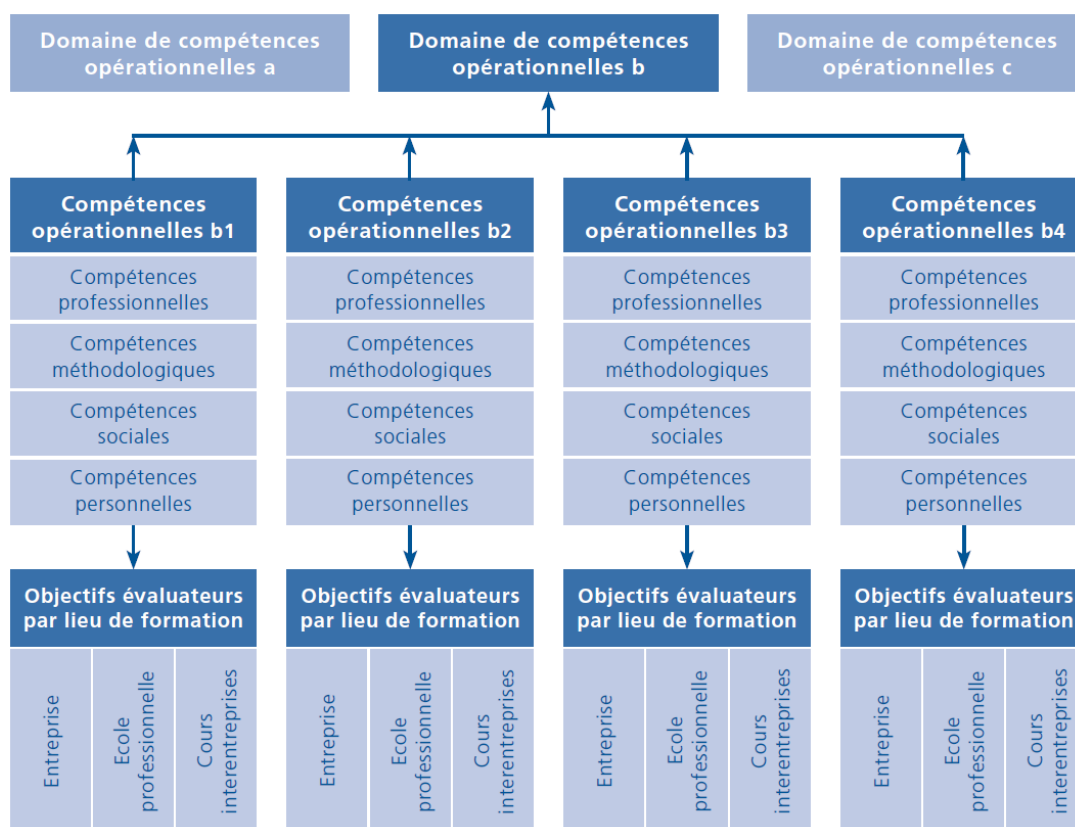 Domaine de compétences
opérationnelles a
Domaine de compétences
opérationnelles b
Domaine de compétences
opérationnelles c
Compétences
opérationnelles b1
Compétences
opérationnelles b2
Compétences
opérationnelles b3
Compétences
opérationnelles b4
Compétences
professionnelles
Compétences
professionnelles
Compétences
professionnelles
Compétences
professionnelles
Compétences
méthodologiques
Compétences
méthodologiques
Compétences
méthodologiques
Compétences
méthodologiques
Compétences
sociales
Compétences
sociales
Compétences
sociales
Compétences
sociales
Compétences
personnelles
Compétences
personnelles
Compétences
personnelles
Compétences
personnelles
Objectifs évaluateurs
par lieu de formation
Objectifs évaluateurs
par lieu de formation
Objectifs évaluateurs
par lieu de formation
Objectifs évaluateurs
par lieu de formation
Entreprise
Ecole
professionnelle
Cours
interentreprises
Entreprise
Ecole
professionnelle
Cours
interentreprises
Entreprise
Ecole
professionnelle
Cours
interentreprises
Entreprise
Ecole
professionnelle
Cours
interentreprises